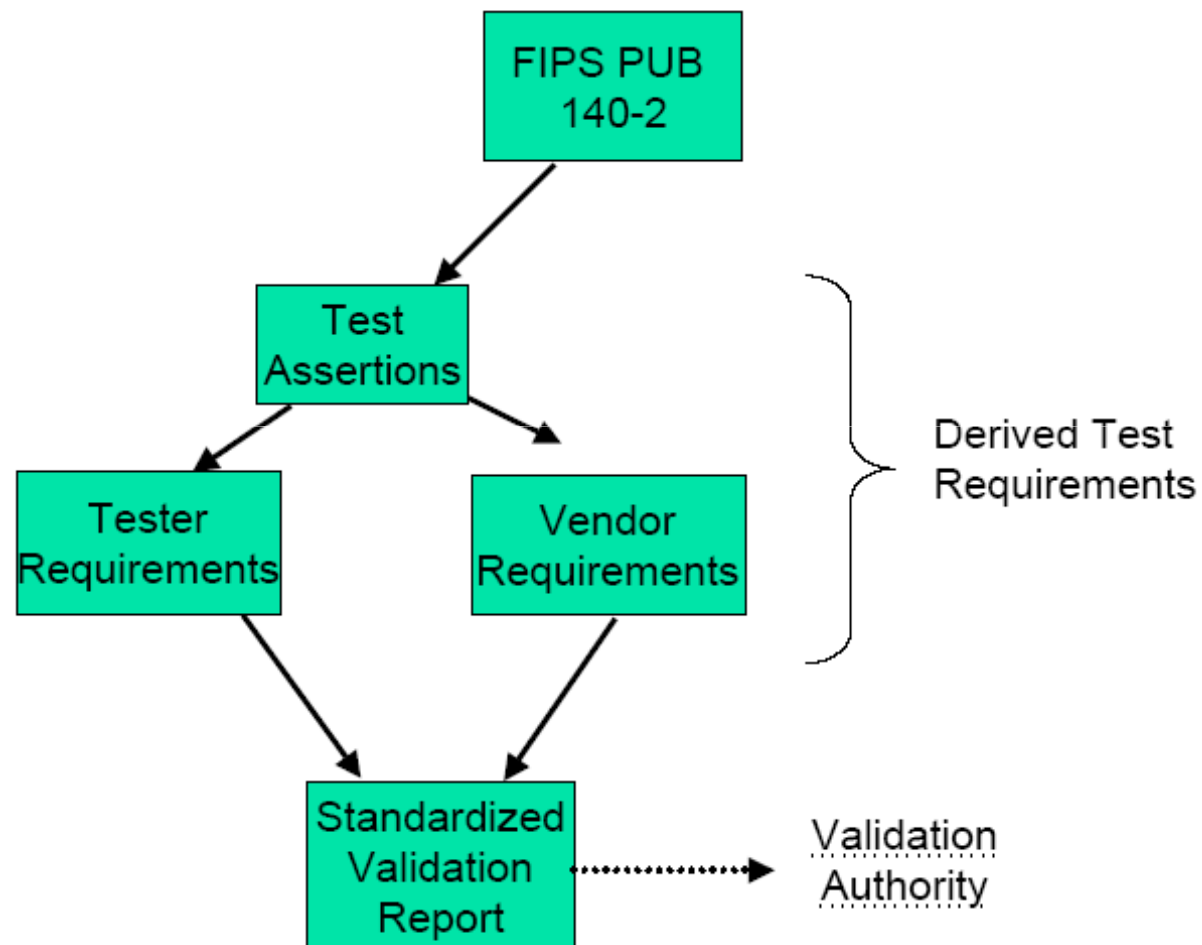 FIPS PUB
140-2
Test
Assertions
Derived Test
Requirements
Tester
Requirements
Vendor
Requirements
Standardized
Validation
Report
Validation
Authority